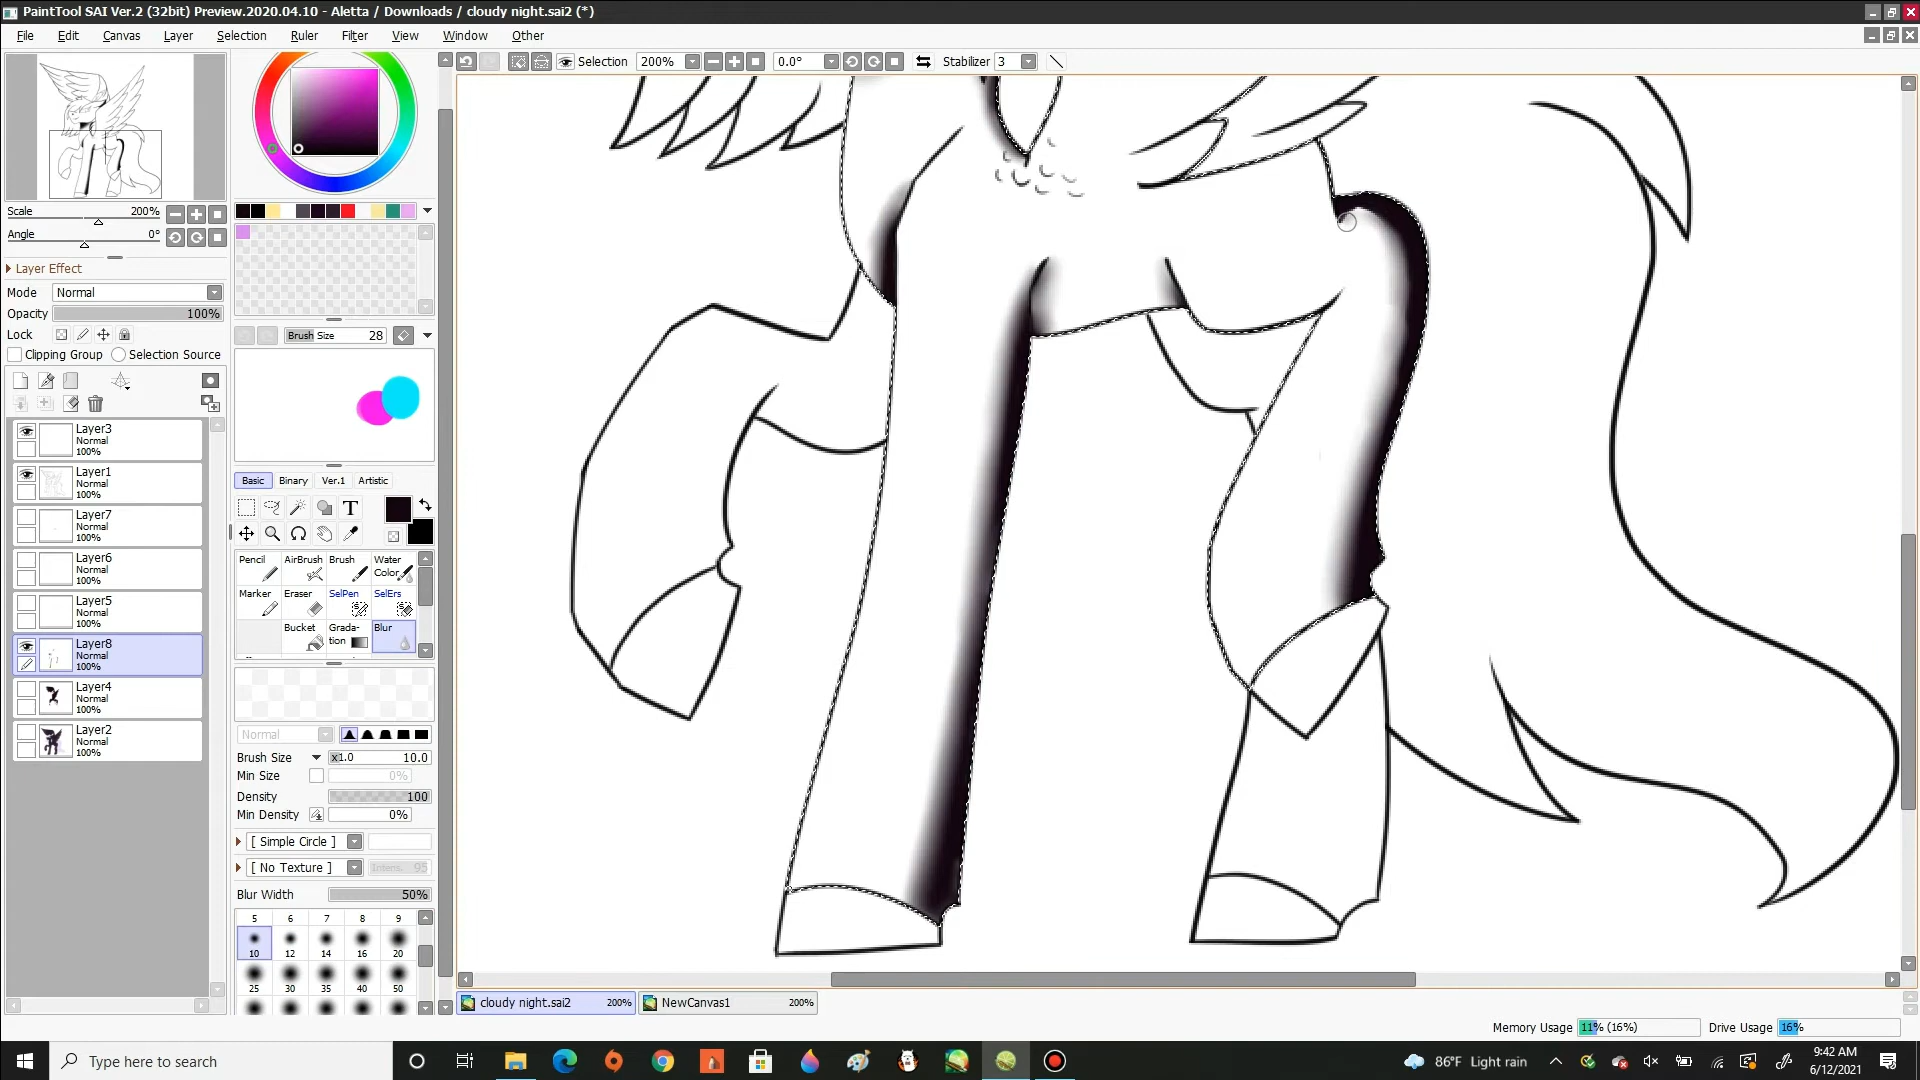 PaintTool SAI Ver.2 (32bit) Preview.2020.04.10 - Aletta / Downloads / cloudy night.sai2 (*)
File Edit Canvas Layer Selection Ruler Filter View Window Other
Selection 200% 0.0° Stabilizer 3
Scale 200%
Angle 0°
Layer Effect
Mode Normal
Opacity 100%
Lock
Clipping Group Selection Source
Layer3
Normal
100%
Layer1
Normal
100%
Layer7
Normal
100%
Layer6
Normal
100%
Layer5
Normal
100%
Layer8
Normal
100%
Layer4
Normal
100%
Layer2
Normal
100%
Brush Size 28
Basic Binary Ver.1 Artistic
T
Pencil AirBrush Brush Water Color
Marker Eraser SelPen SelErs
Bucket Gradation Blur
Normal
Brush Size x1.0 10.0
Min Size 0%
Density 100
Min Density 0%
[ Simple Circle ]
[ No Texture ] Intens. 95
Blur Width 50%
5 6 7 8 9
10 12 14 16 20
25 30 35 40 50
cloudy night.sai2 200% NewCanvas1 200%
Memory Usage 11% (16%) Drive Usage 16%
Type here to search
86°F Light rain
9:42 AM
6/12/2021